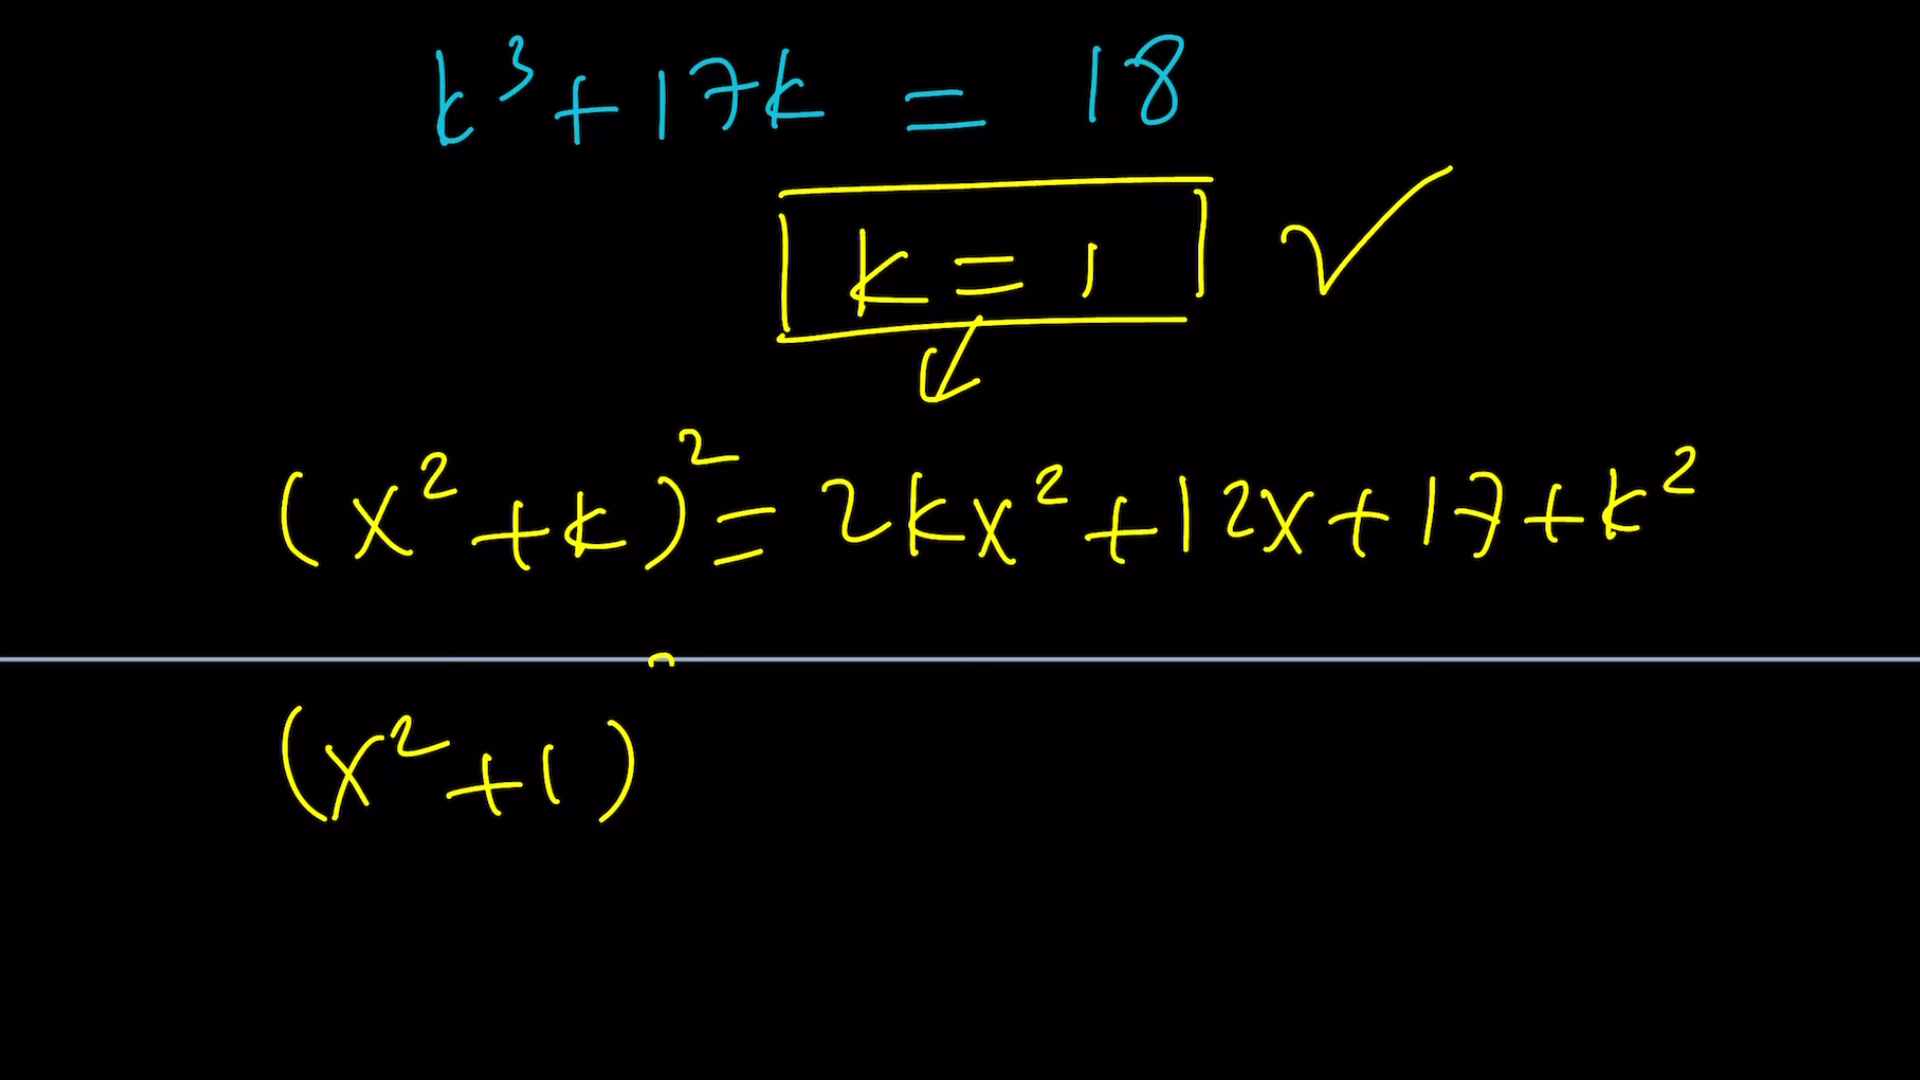 k³+17k = 18
k = 1 ✓
(x²+k)² = 2kx²+12x+17+k²
(x²+1)